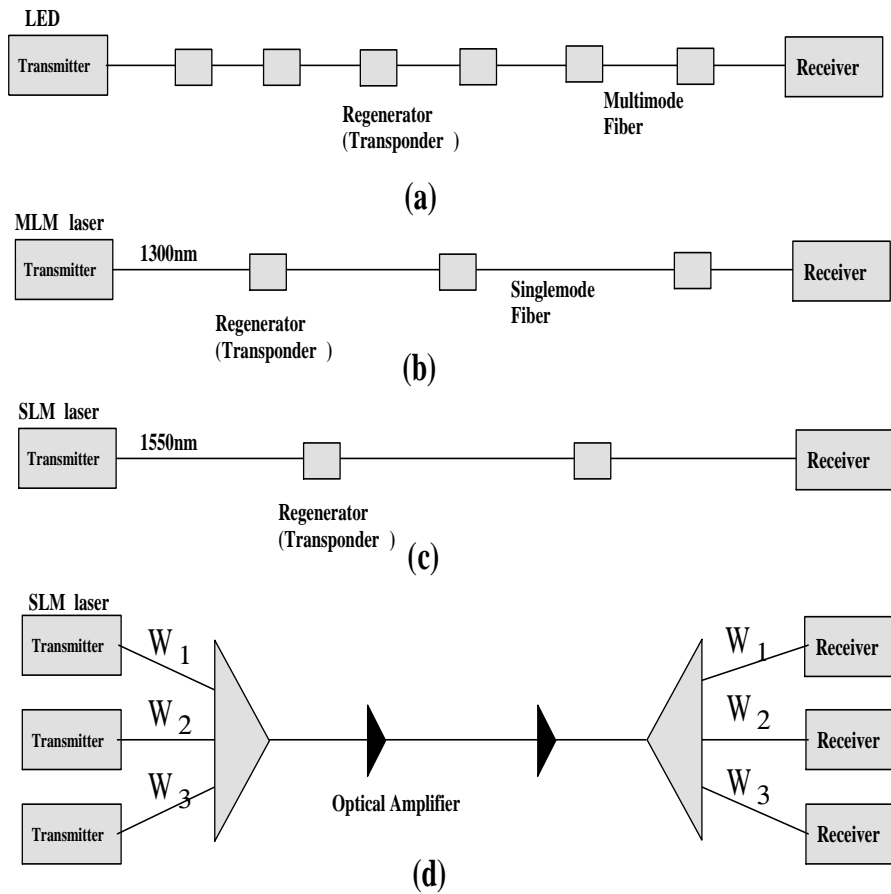 LED
Transmitter
Receiver
Regenerator
(Transponder )
Multimode
Fiber
(a)
MLM laser
Transmitter
1300nm
Receiver
Singlemode
Fiber
Regenerator
(Transponder )
(b)
SLM laser
Transmitter
1550nm
Receiver
Regenerator
(Transponder )
(c)
SLM laser
Transmitter
W 1
W 1
Receiver
Transmitter
W 2
W 2
Receiver
Transmitter
W 3
W 3
Receiver
Optical Amplifier
(d)